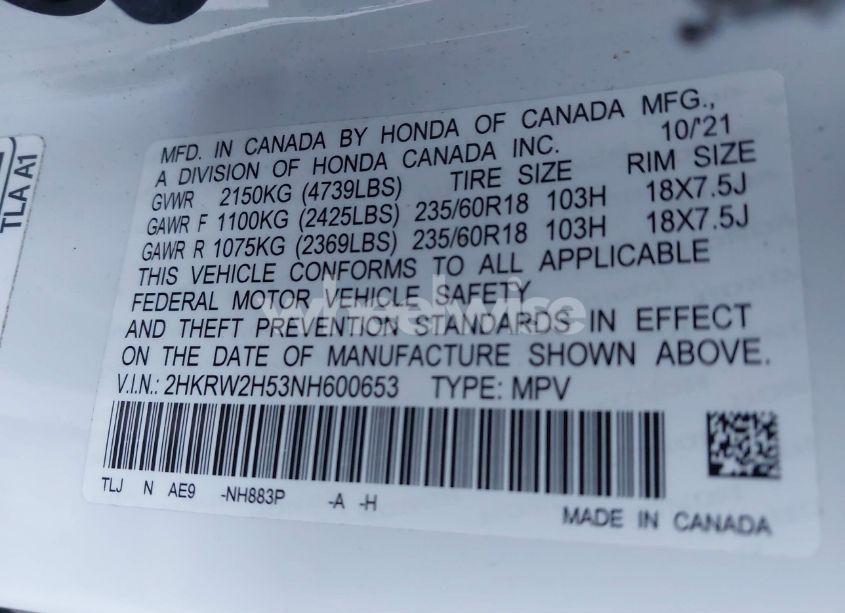 TLA A1
MFD. IN CANADA BY HONDA OF CANADA MFG.,
A DIVISION OF HONDA CANADA INC. 10/'21
GVWR 2150KG (4739LBS) TIRE SIZE RIM SIZE
GAWR F 1100KG (2425LBS) 235/60R18 103H 18X7.5J
GAWR R 1075KG (2369LBS) 235/60R18 103H 18X7.5J
THIS VEHICLE CONFORMS TO ALL APPLICABLE
FEDERAL MOTOR VEHICLE SAFETY
AND THEFT PREVENTION STANDARDS IN EFFECT
ON THE DATE OF MANUFACTURE SHOWN ABOVE.
V.I.N.: 2HKRW2H53NH600653 TYPE: MPV
TLJ N AE9 -NH883P -A -H
MADE IN CANADA
wheelwise